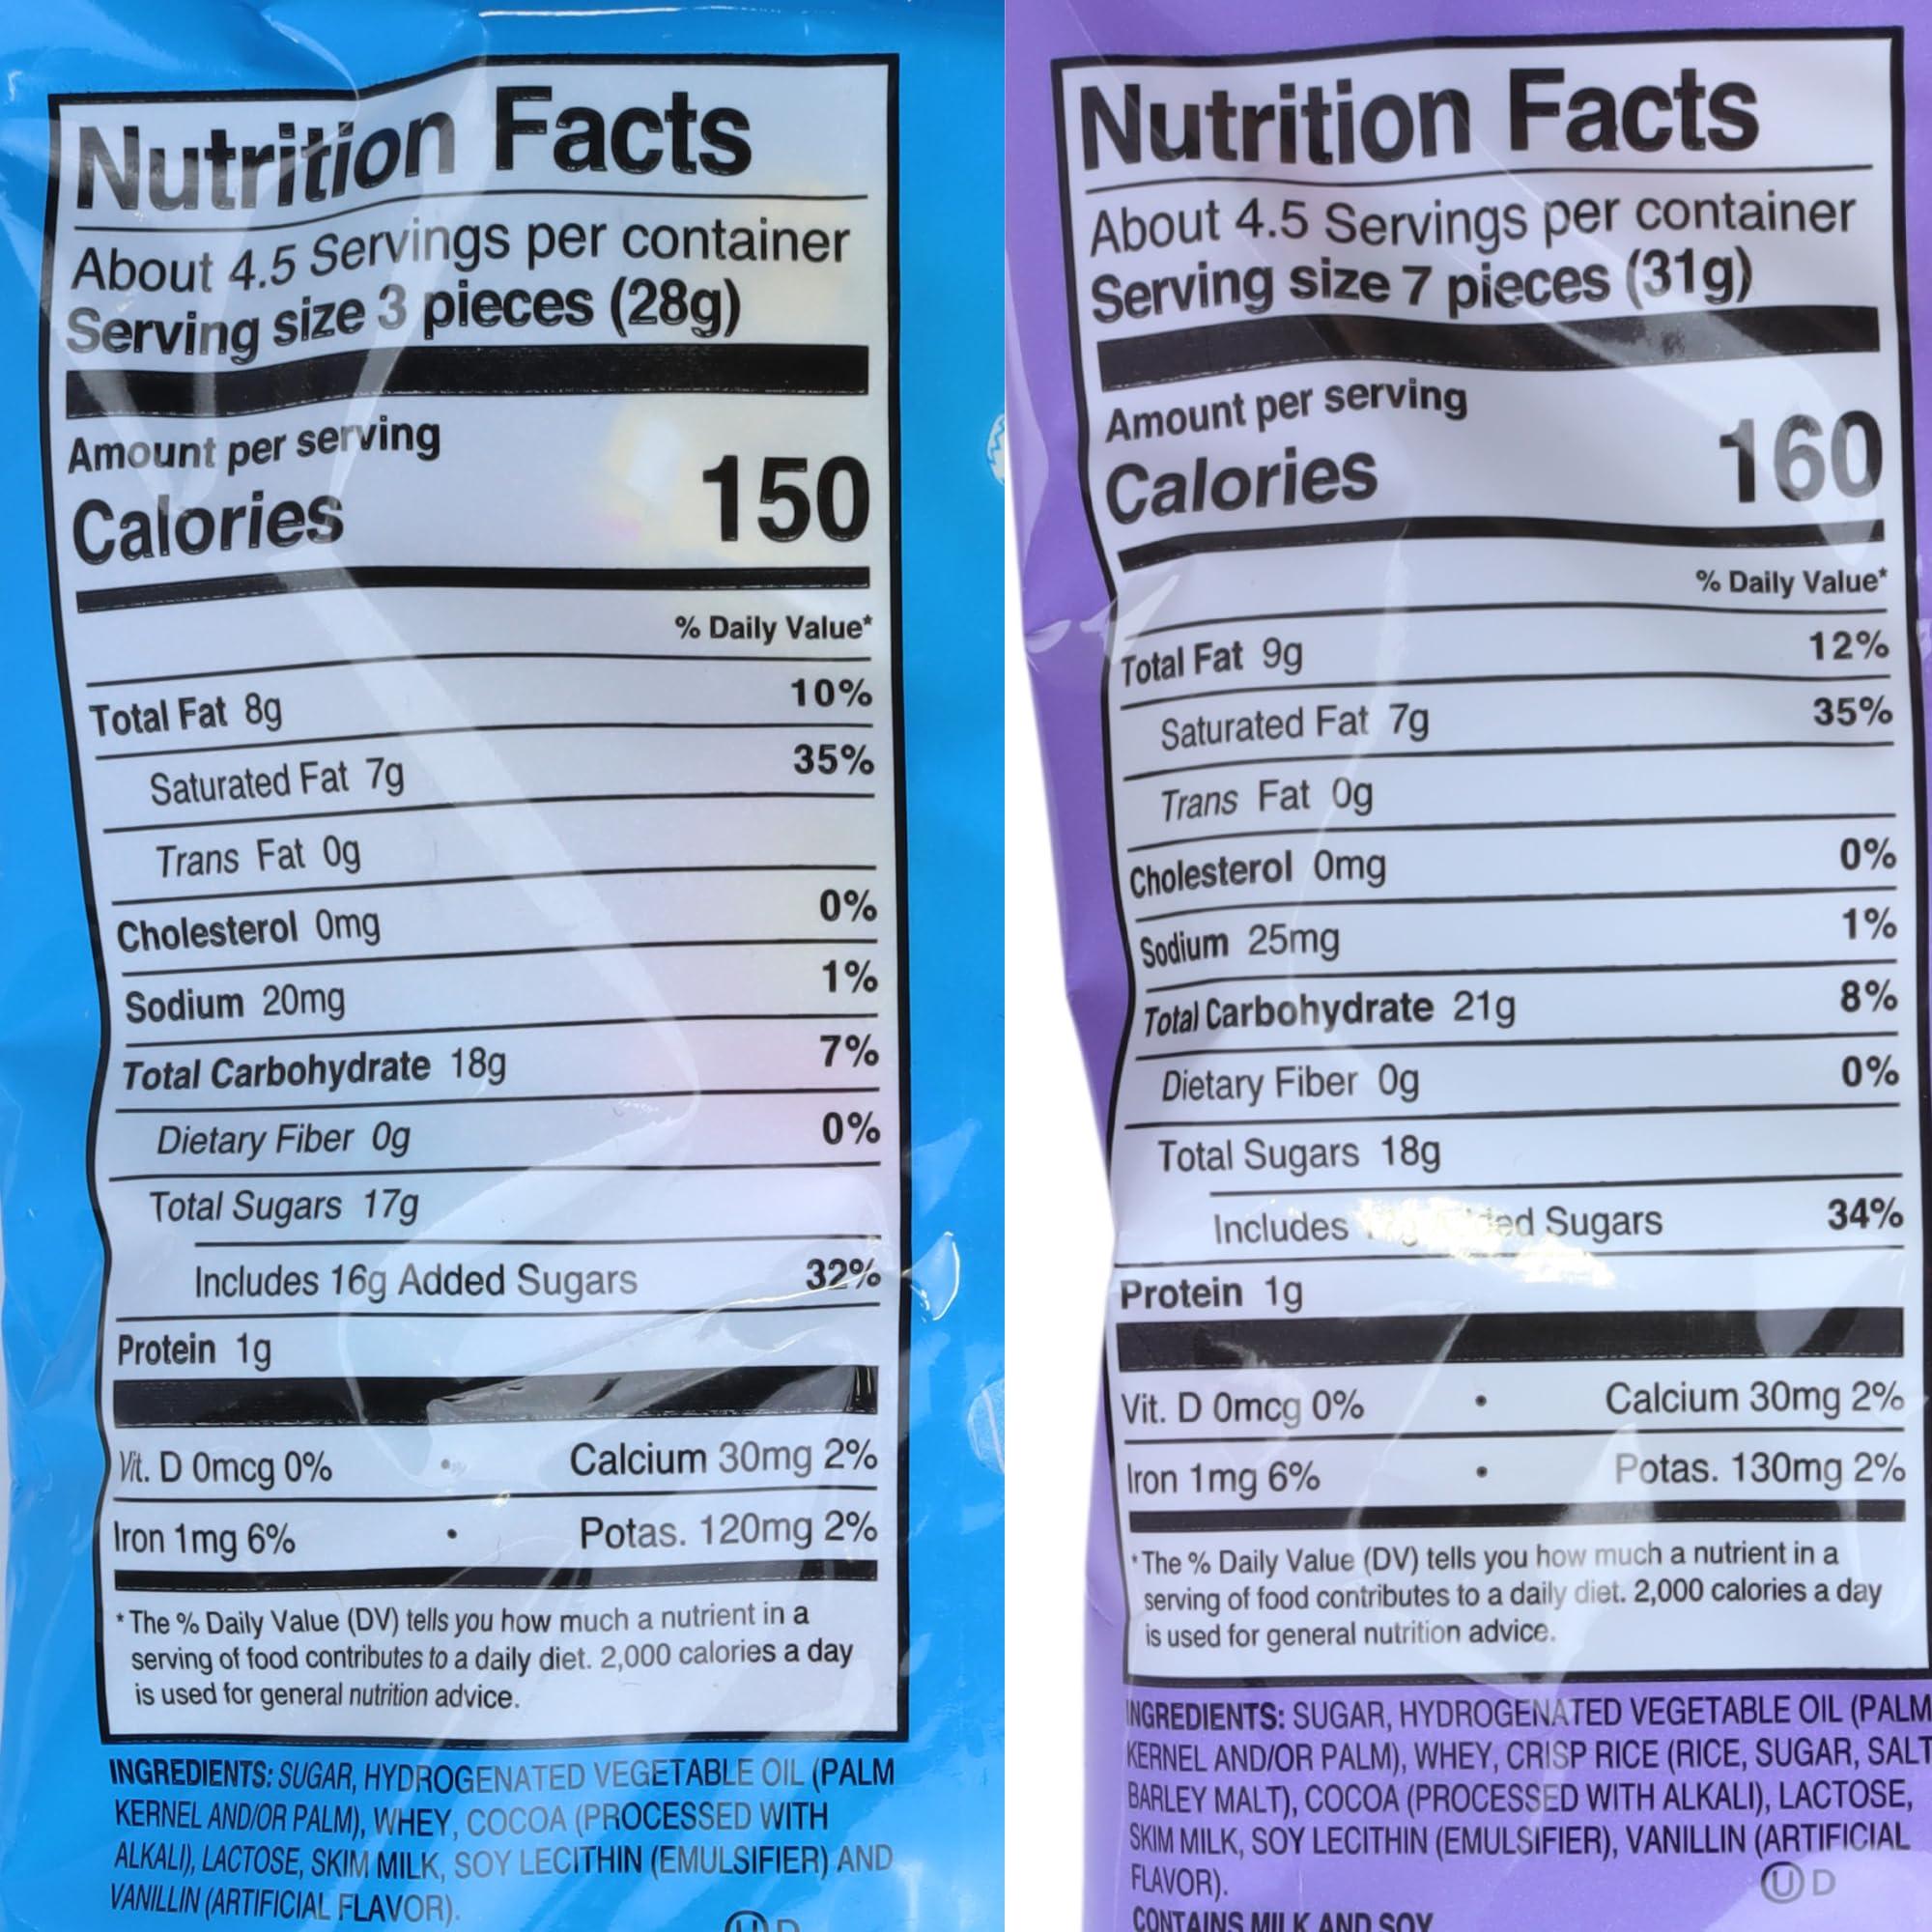 Nutrition Facts
About 4.5 Servings per container
Serving size 3 pieces (28g)
Amount per serving
Calories 150
% Daily Value*
Total Fat 8g 10%
Saturated Fat 7g 35%
Trans Fat 0g
Cholesterol 0mg 0%
Sodium 20mg 1%
Total Carbohydrate 18g 7%
Dietary Fiber 0g 0%
Total Sugars 17g
Includes 16g Added Sugars 32%
Protein 1g
Vit. D 0mcg 0% • Calcium 30mg 2%
Iron 1mg 6% • Potas. 120mg 2%
* The % Daily Value (DV) tells you how much a nutrient in a
serving of food contributes to a daily diet. 2,000 calories a day
is used for general nutrition advice.
INGREDIENTS: SUGAR, HYDROGENATED VEGETABLE OIL (PALM
KERNEL AND/OR PALM), WHEY, COCOA (PROCESSED WITH
ALKALI), LACTOSE, SKIM MILK, SOY LECITHIN (EMULSIFIER) AND
VANILLIN (ARTIFICIAL FLAVOR).
U D
Nutrition Facts
About 4.5 Servings per container
Serving size 7 pieces (31g)
Amount per serving
Calories 160
% Daily Value*
Total Fat 9g 12%
Saturated Fat 7g 35%
Trans Fat 0g
Cholesterol 0mg 0%
Sodium 25mg 1%
Total Carbohydrate 21g 8%
Dietary Fiber 0g 0%
Total Sugars 18g
Includes Sugars 34%
Protein 1g
Vit. D 0mcg 0% • Calcium 30mg 2%
Iron 1mg 6% • Potas. 130mg 2%
* The % Daily Value (DV) tells you how much a nutrient in a
serving of food contributes to a daily diet. 2,000 calories a day
is used for general nutrition advice.
INGREDIENTS: SUGAR, HYDROGENATED VEGETABLE OIL (PALM
KERNEL AND/OR PALM), WHEY, CRISP RICE (RICE, SUGAR, SALT
BARLEY MALT), COCOA (PROCESSED WITH ALKALI), LACTOSE,
SKIM MILK, SOY LECITHIN (EMULSIFIER), VANILLIN (ARTIFICIAL
FLAVOR).
U D
CONTAINS MILK AND SOY